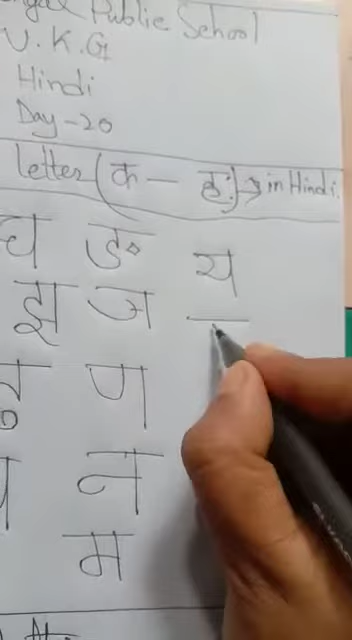 Public School
U.K.G
Hindi
Day-20
letter (क — ह:) → in Hindi.
घ ङ य
झ ञ
ण
न
म